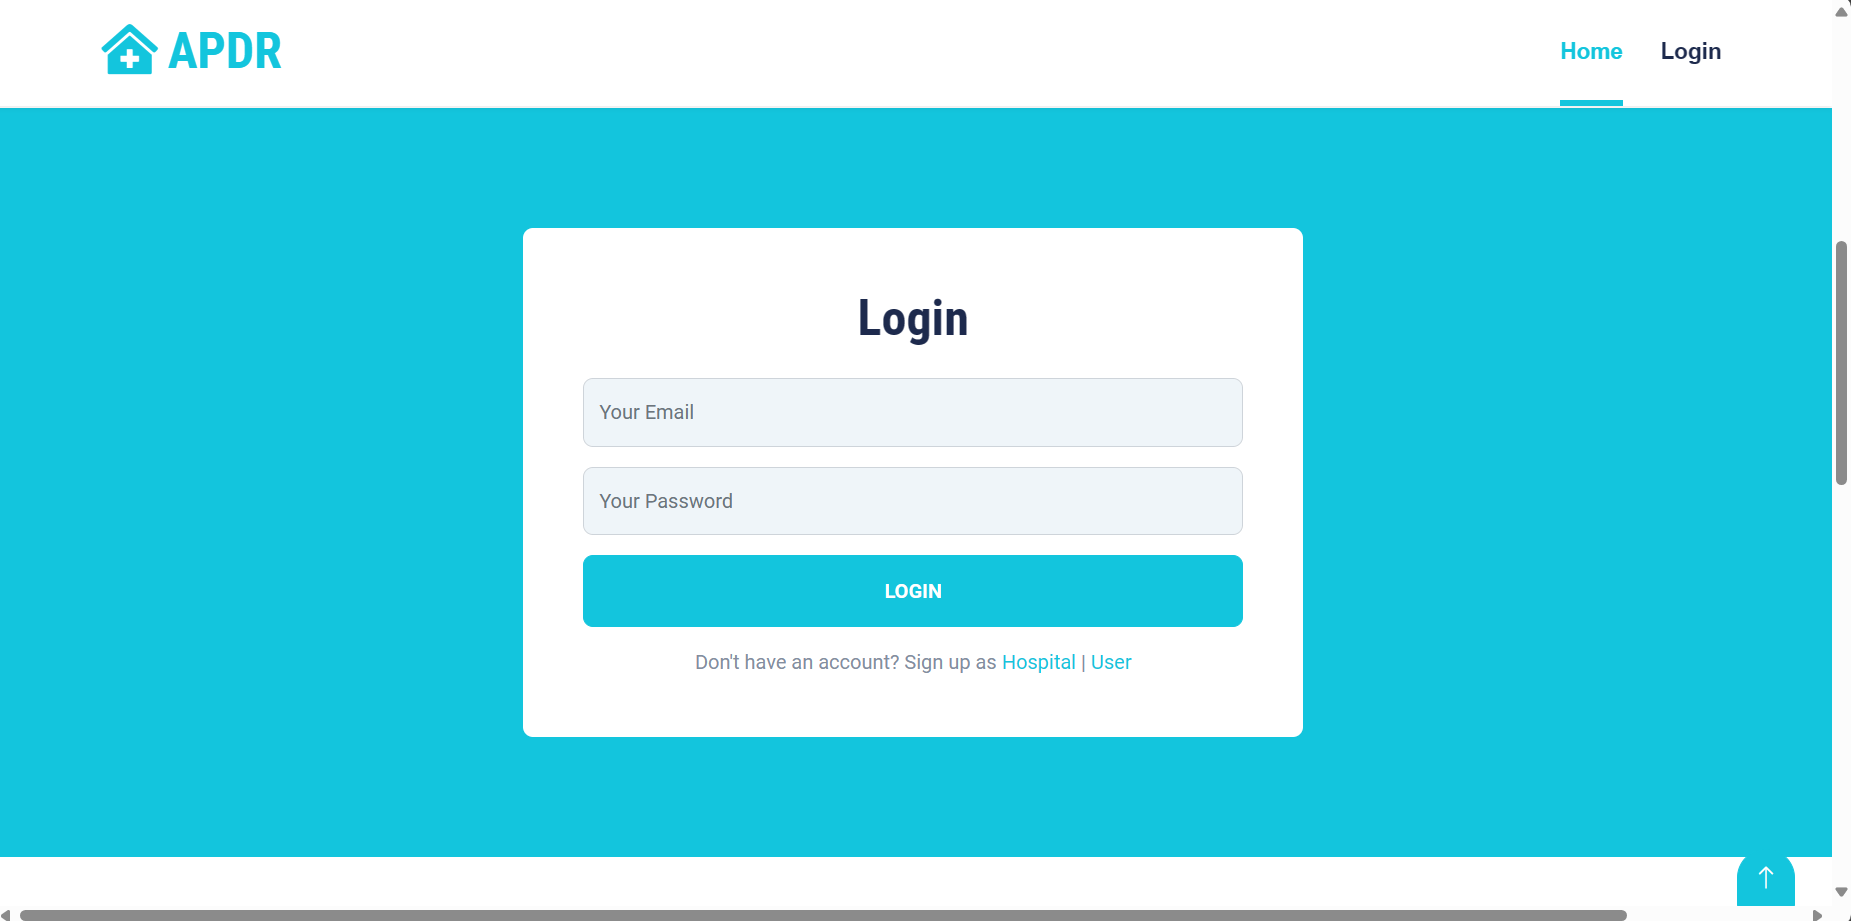 APDR
Home Login
Login
Your Email
Your Password
LOGIN
Don't have an account? Sign up as Hospital | User